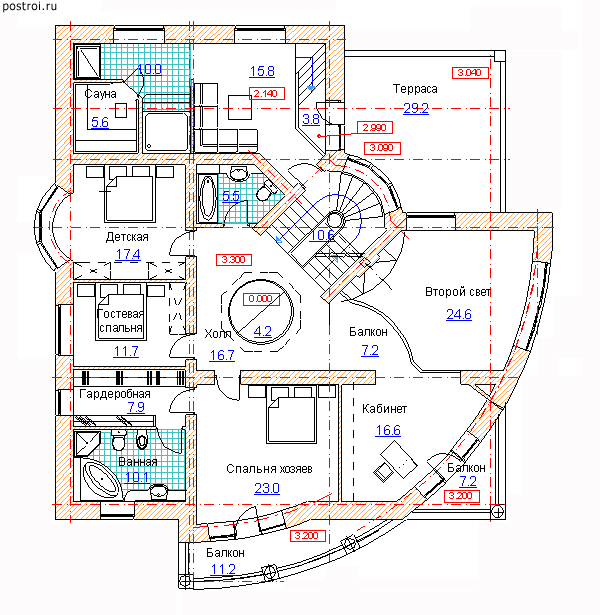 postroi.ru
10.0
15.8
3.040
Терраса
29.2
Сауна
2.140
5.6
3.8
2.990
3.090
5.5
10.6
Детская
17.4
3.300
Второй свет
24.6
0.000
4.2
Гостевая
спальня
11.7
Холл
16.7
Балкон
7.2
Гардеробная
7.9
Кабинет
16.6
Ванная
10.1
Спальня хозяев
23.0
Балкон
7.2
3.200
3.200
Балкон
11.2